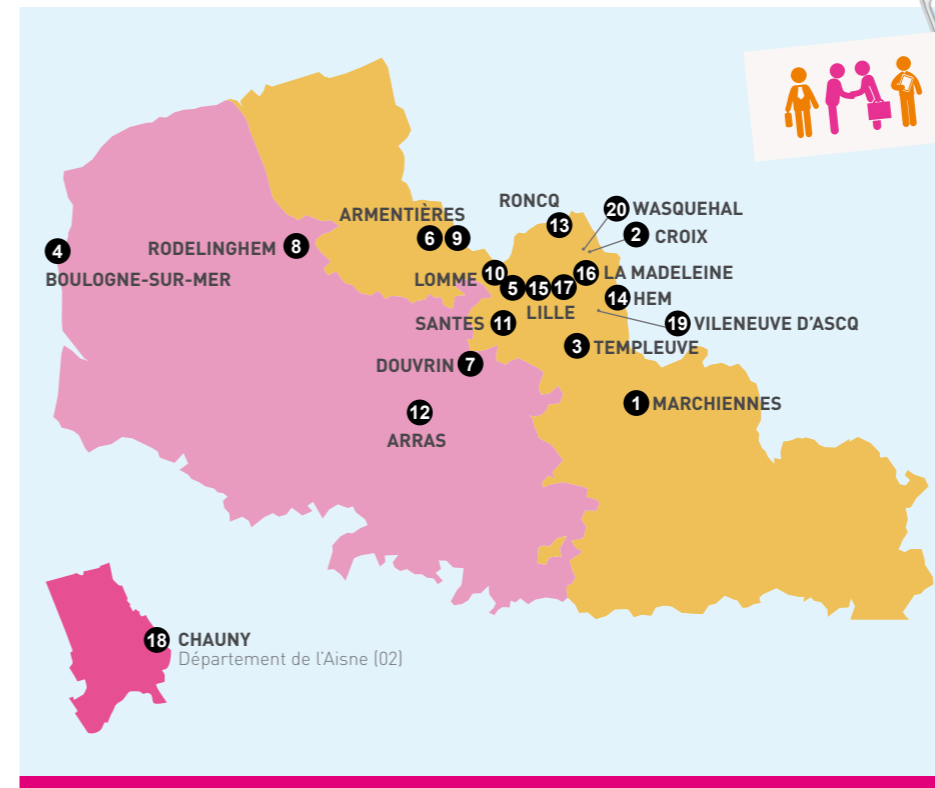 RONCQ
13
20 WASQUEHAL
2 CROIX
ARMENTIÈRES
6 9
4
BOULOGNE-SUR-MER
RODELINGHEM 8
LOMME 10
5 15 17
LILLE
16 LA MADELEINE
14 HEM
SANTES 11
19 VILENEUVE D'ASCQ
3 TEMPLEUVE
DOUVRIN 7
1 MARCHIENNES
12
ARRAS
18 CHAUNY
Département de l'Aisne (02)